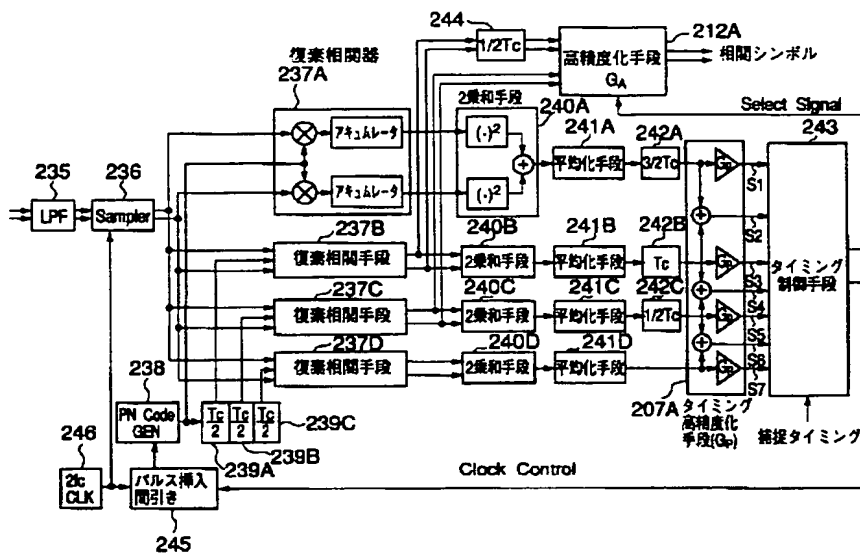 244
1/2Tc
212A
高精度化手段
GA
相関シンボル
Select Signal
復棄相関器
237A
アキュムレータ
アキュムレータ
2乗和手段
240A
(·)²
(·)²
241A
平均化手段
242A
3/2Tc
243
GP
S1
S2
235
LPF
236
Sampler
237B
復棄相関手段
240B
2乗和手段
241B
平均化手段
242B
Tc
GP
S3
タイミング
制御手段
237C
復棄相関手段
240C
2乗和手段
241C
平均化手段
242C
1/2Tc
S4
GP
S5
237D
復棄相関手段
240D
2乗和手段
241D
平均化手段
S6
GP
S7
238
PN Code
GEN
Tc/2
Tc/2
Tc/2
239C
239B
239A
207A
タイミング
高精度化
手段(GP)
捕捉タイミング
246
2fc
CLK
パルス挿入
間引き
245
Clock Control